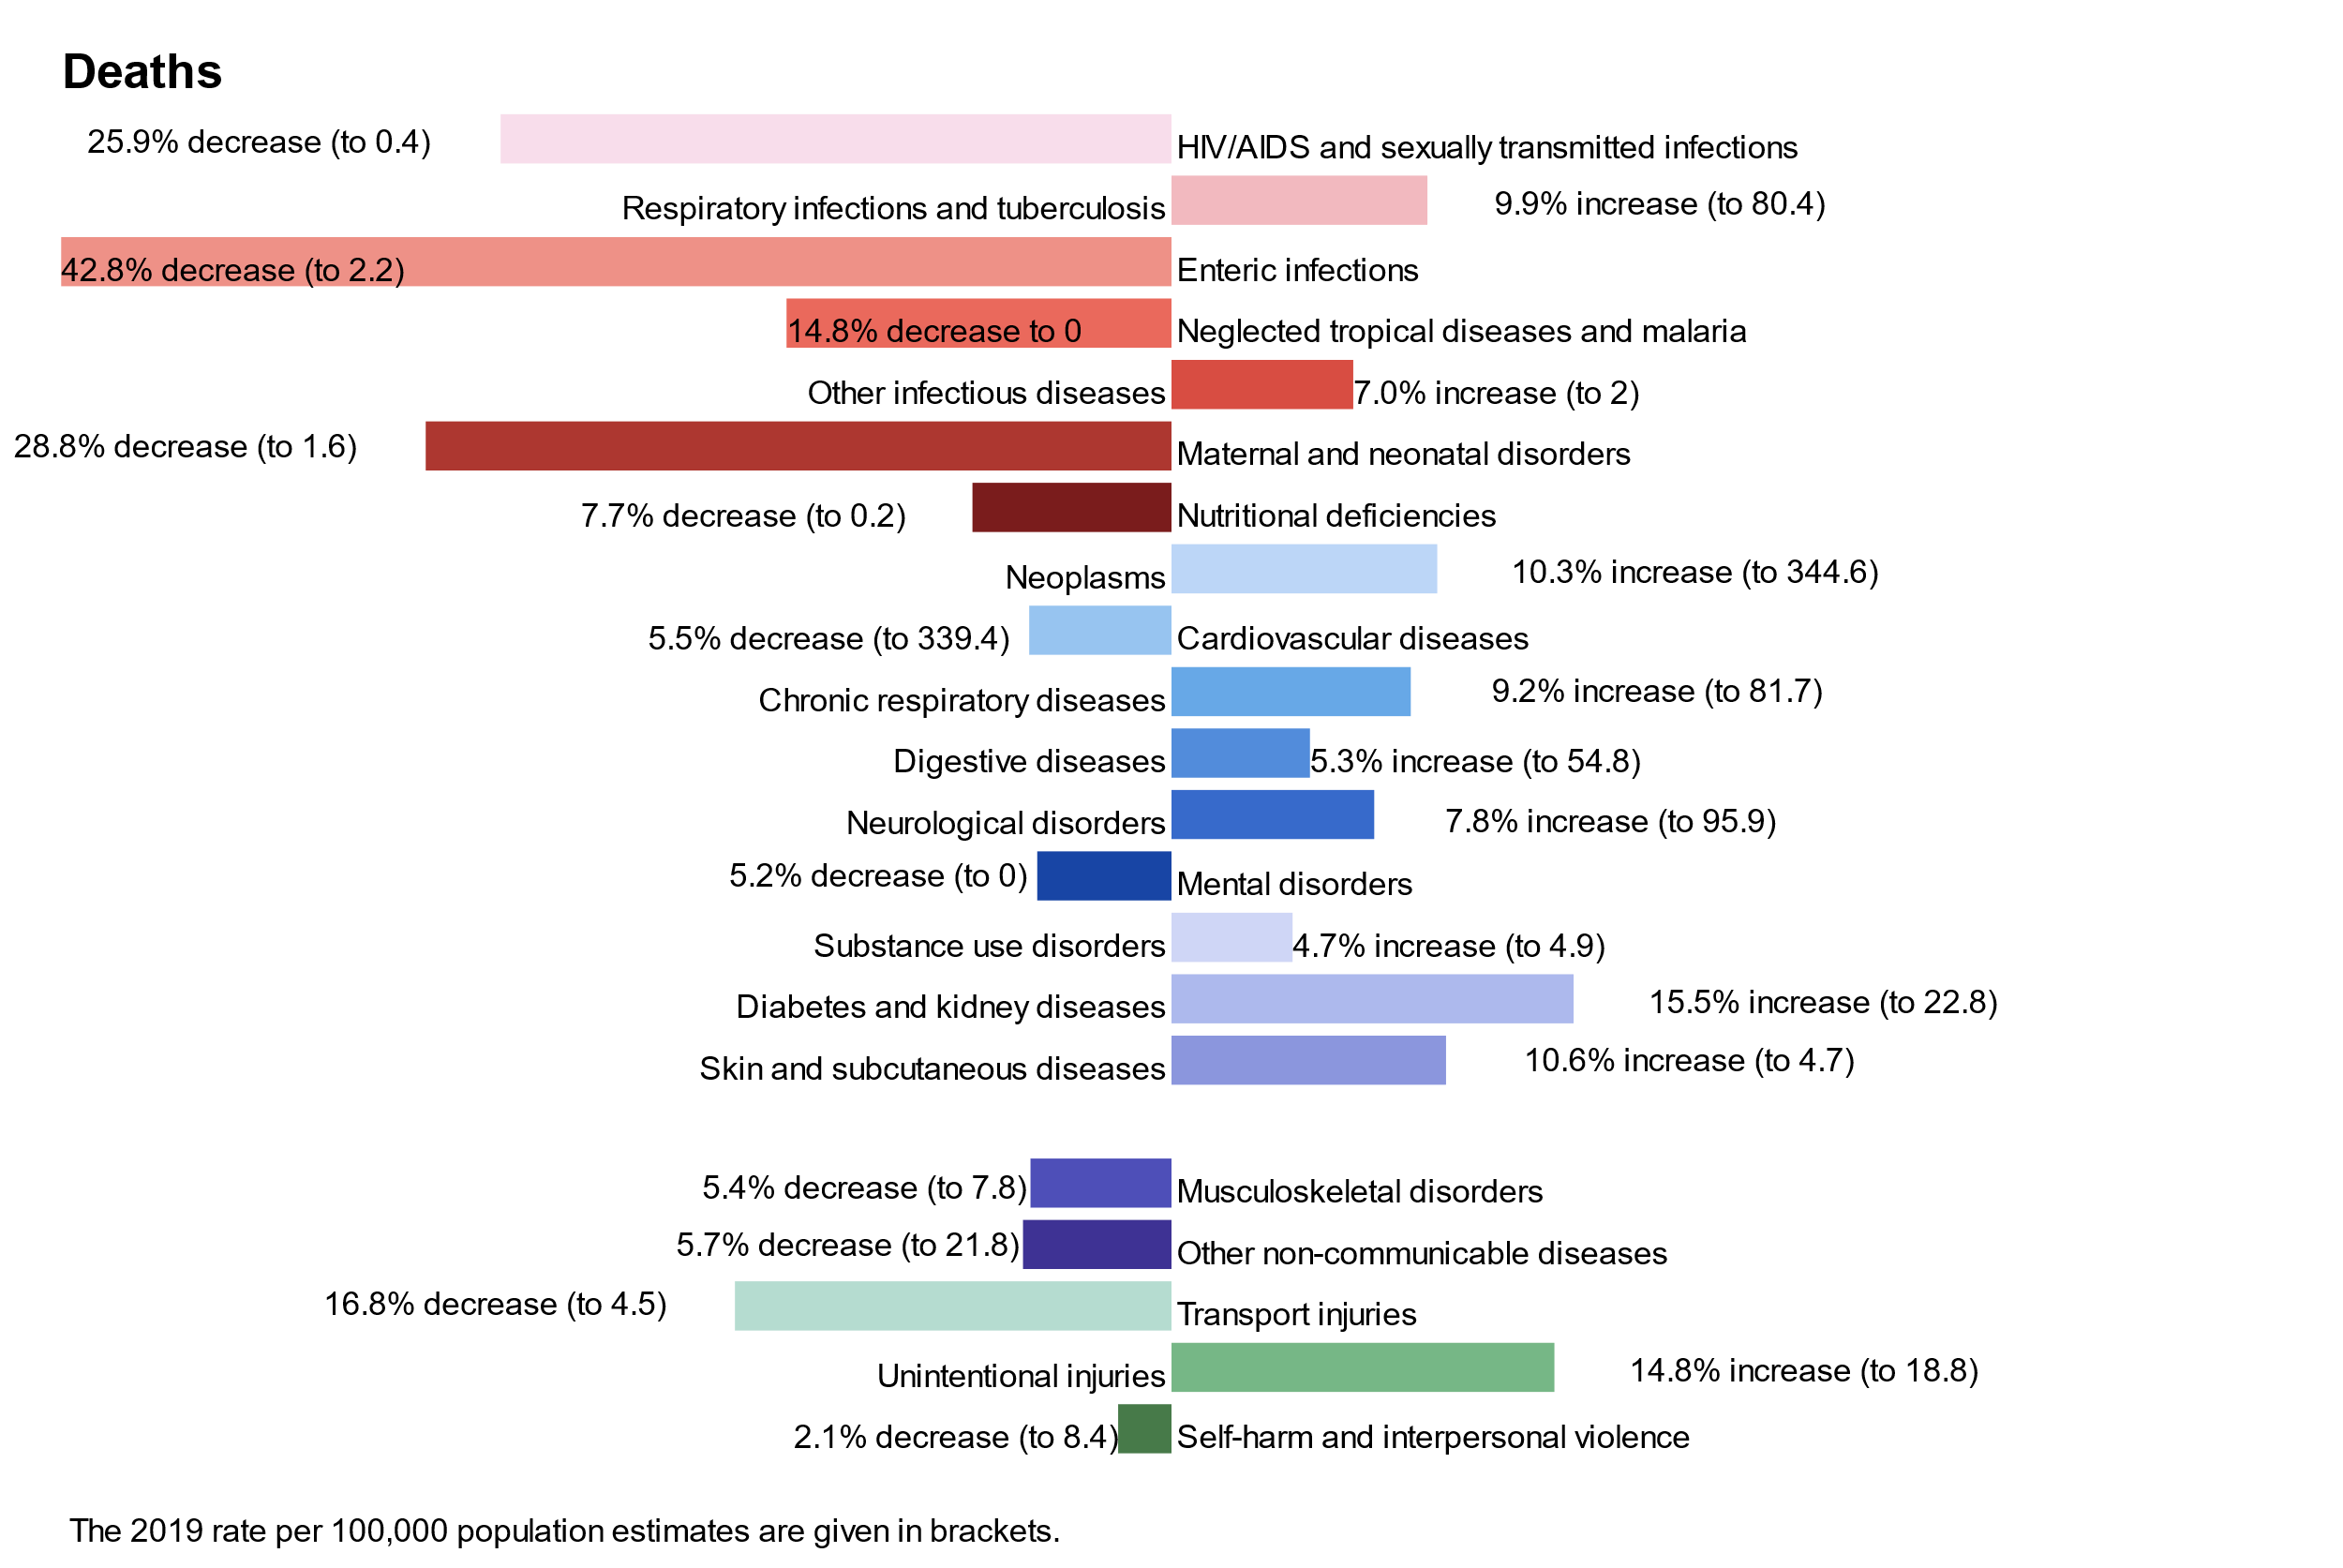 Deaths
25.9% decrease (to 0.4) HIV/AIDS and sexually transmitted infections
Respiratory infections and tuberculosis 9.9% increase (to 80.4)
42.8% decrease (to 2.2) Enteric infections
14.8% decrease to 0 Neglected tropical diseases and malaria
Other infectious diseases 7.0% increase (to 2)
28.8% decrease (to 1.6) Maternal and neonatal disorders
7.7% decrease (to 0.2) Nutritional deficiencies
Neoplasms 10.3% increase (to 344.6)
5.5% decrease (to 339.4) Cardiovascular diseases
Chronic respiratory diseases 9.2% increase (to 81.7)
Digestive diseases 5.3% increase (to 54.8)
Neurological disorders 7.8% increase (to 95.9)
5.2% decrease (to 0) Mental disorders
Substance use disorders 4.7% increase (to 4.9)
Diabetes and kidney diseases 15.5% increase (to 22.8)
Skin and subcutaneous diseases 10.6% increase (to 4.7)
5.4% decrease (to 7.8) Musculoskeletal disorders
5.7% decrease (to 21.8) Other non-communicable diseases
16.8% decrease (to 4.5) Transport injuries
Unintentional injuries 14.8% increase (to 18.8)
2.1% decrease (to 8.4) Self-harm and interpersonal violence
The 2019 rate per 100,000 population estimates are given in brackets.